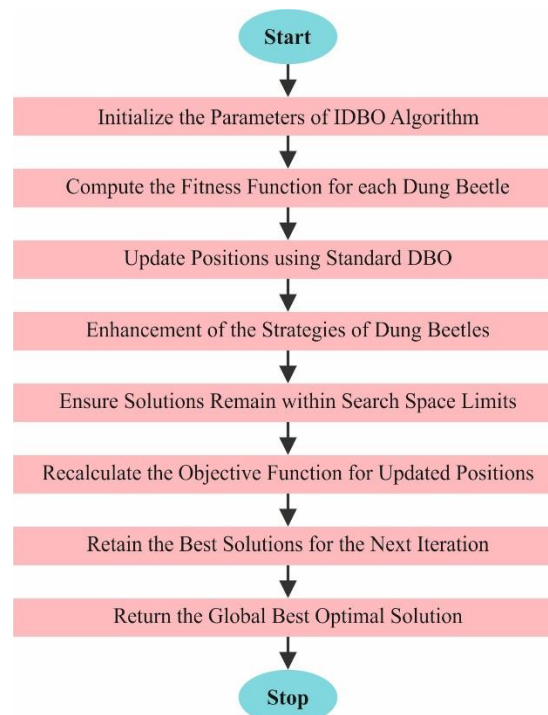 Start
Initialize the Parameters of IDBO Algorithm
Compute the Fitness Function for each Dung Beetle
Update Positions using Standard DBO
Enhancement of the Strategies of Dung Beetles
Ensure Solutions Remain within Search Space Limits
Recalculate the Objective Function for Updated Positions
Retain the Best Solutions for the Next Iteration
Return the Global Best Optimal Solution
Stop